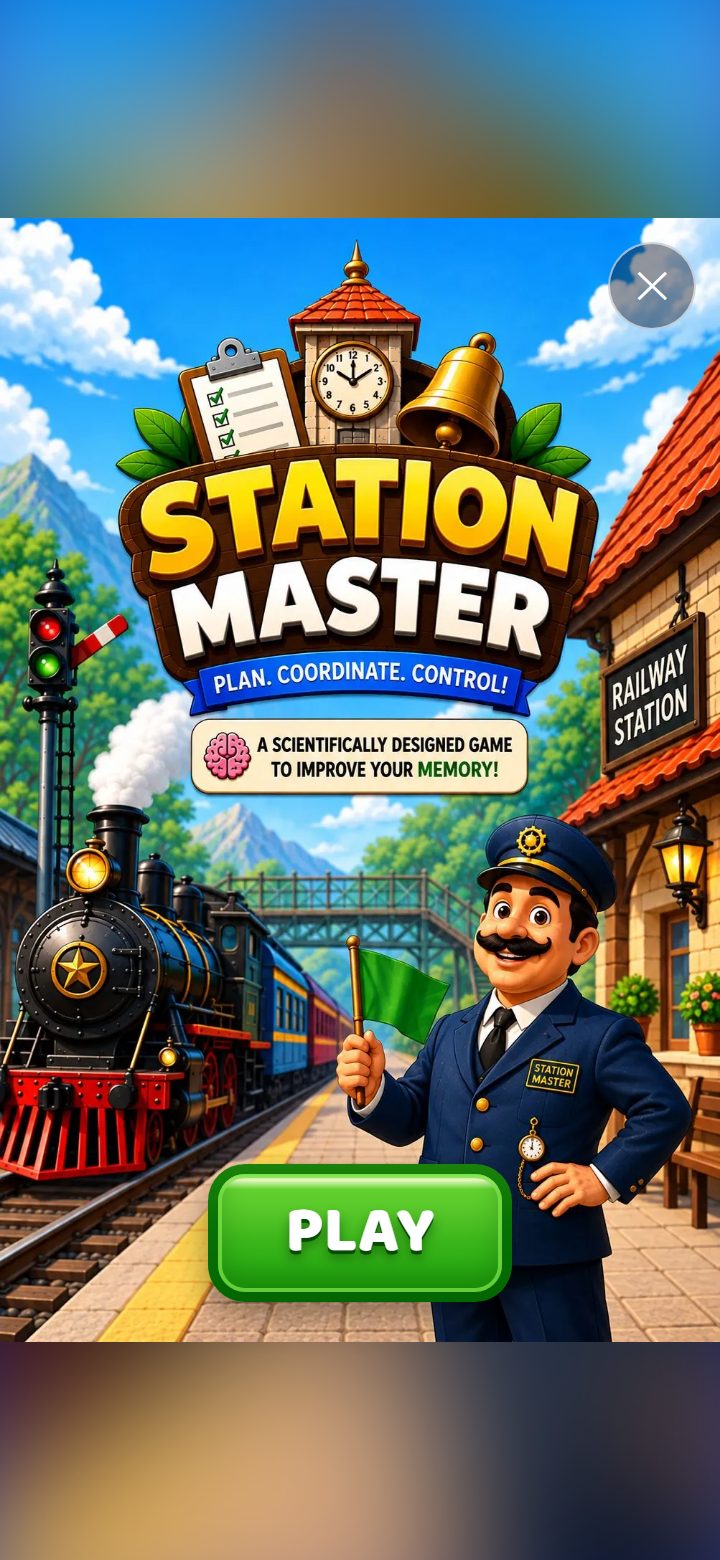 STATION
MASTER
PLAN. COORDINATE. CONTROL!
A SCIENTIFICALLY DESIGNED GAME
TO IMPROVE YOUR MEMORY!
RAILWAY
STATION
STATION
MASTER
PLAY